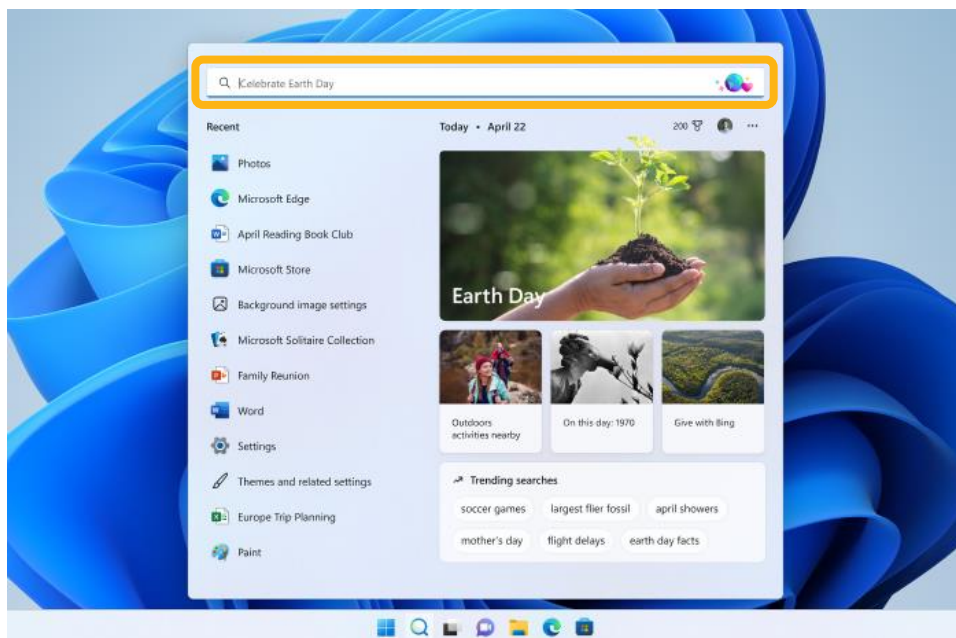 Celebrate Earth Day
Recent
Photos
Microsoft Edge
April Reading Book Club
Microsoft Store
Background image settings
Microsoft Solitaire Collection
Family Reunion
Word
Settings
Themes and related settings
Europe Trip Planning
Paint
Today • April 22
200
Earth Day
Outdoors
activities nearby
On this day: 1970
Give with Bing
Trending searches
soccer games
largest flier fossil
april showers
mother's day
flight delays
earth day facts